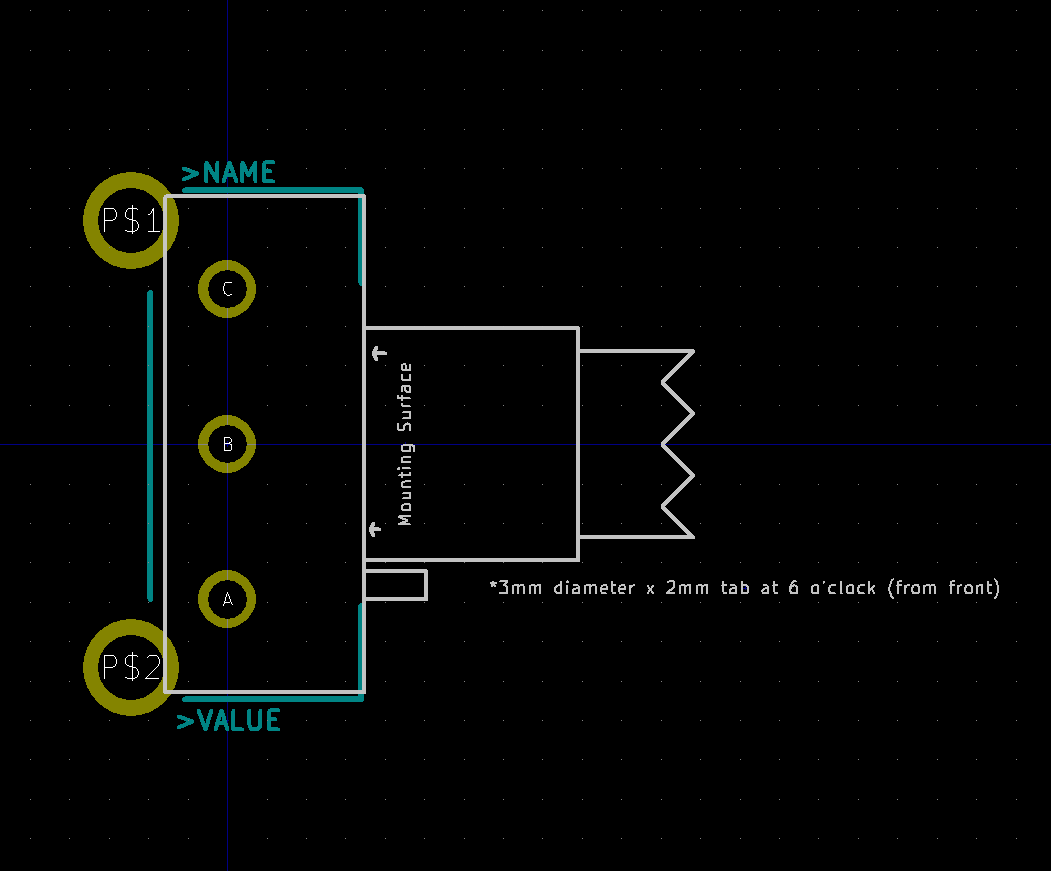 >NAME
P$1
C
Mounting Surface
B
*3mm diameter x 2mm tab at 6 o'clock (from front)
A
P$2
>VALUE